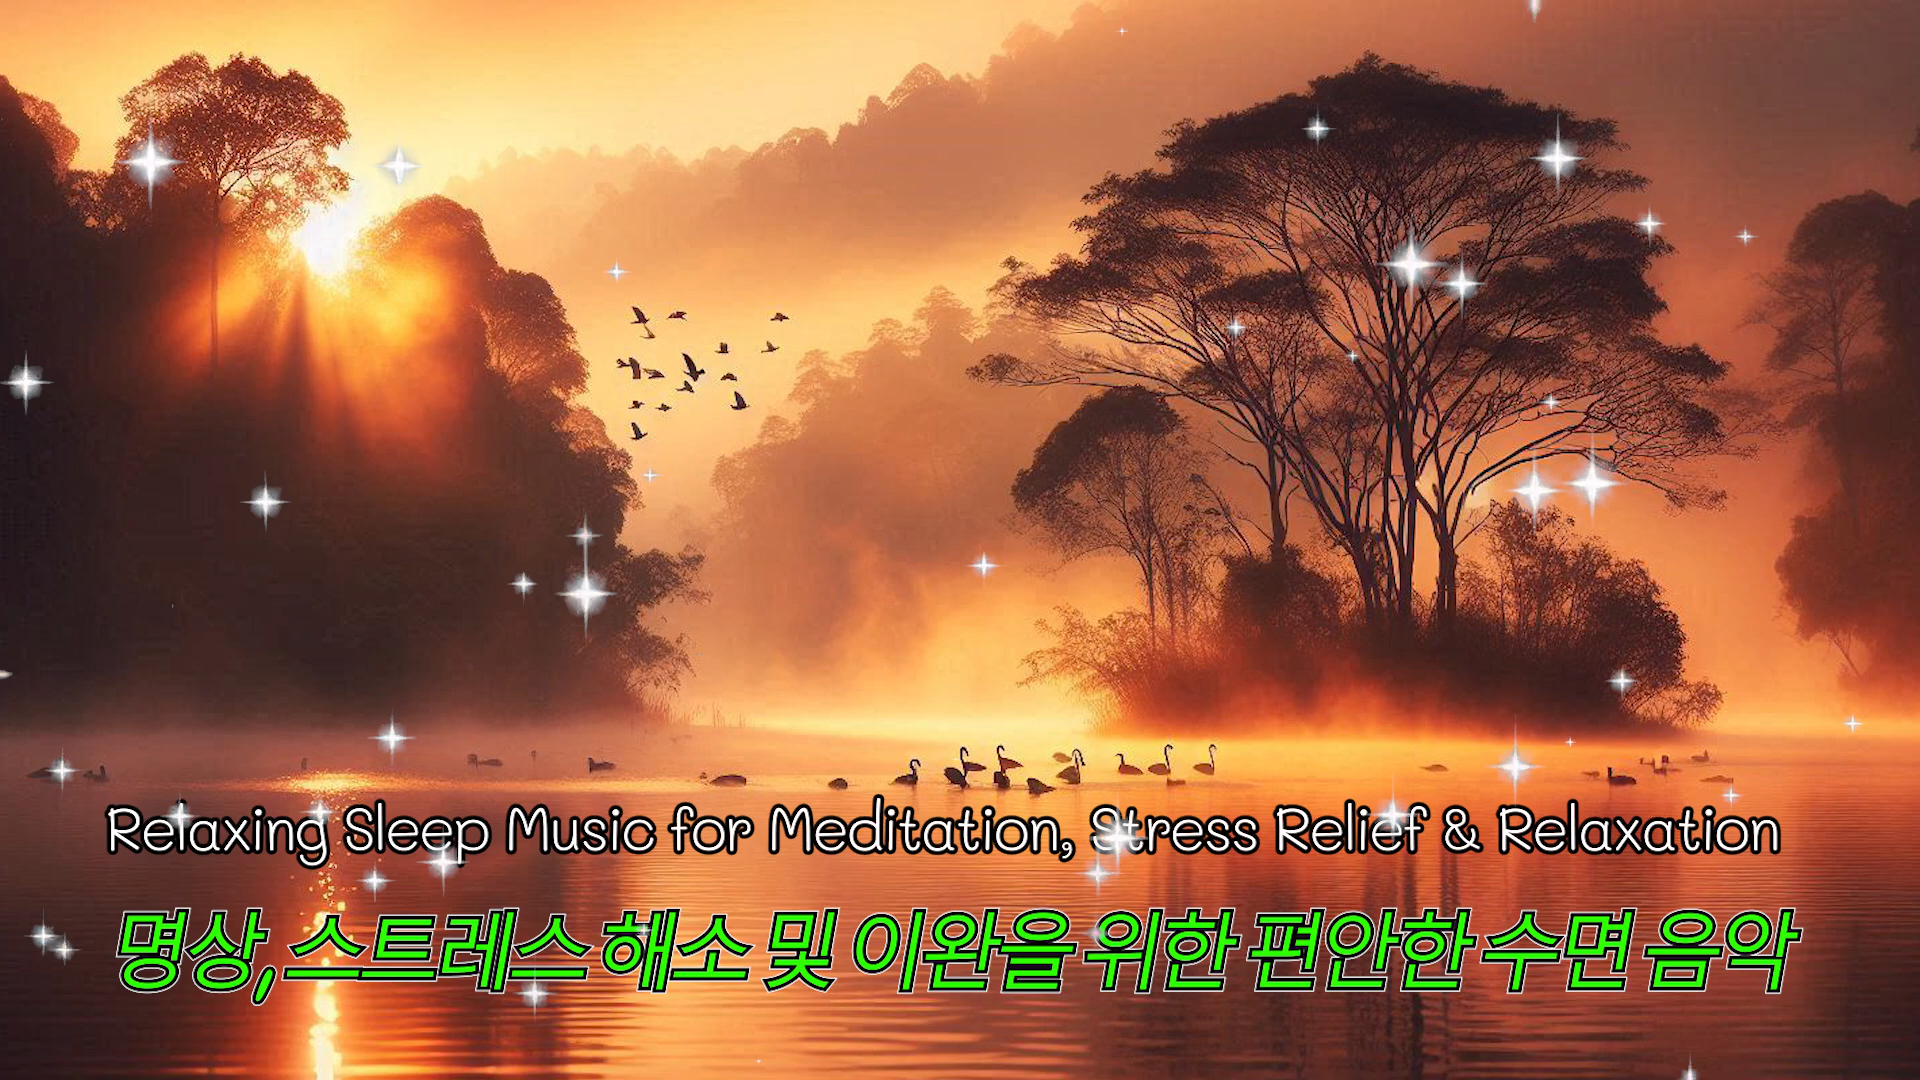 Relaxing Sleep Music for Meditation, Stress Relief & Relaxation
명상, 스트레스 해소 및 이완을 위한 편안한 수면 음악